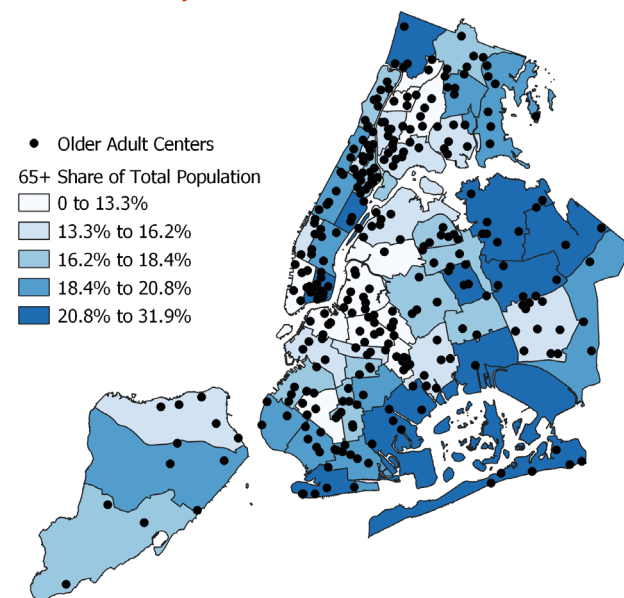 Older Adult Centers
65+ Share of Total Population
0 to 13.3%
13.3% to 16.2%
16.2% to 18.4%
18.4% to 20.8%
20.8% to 31.9%